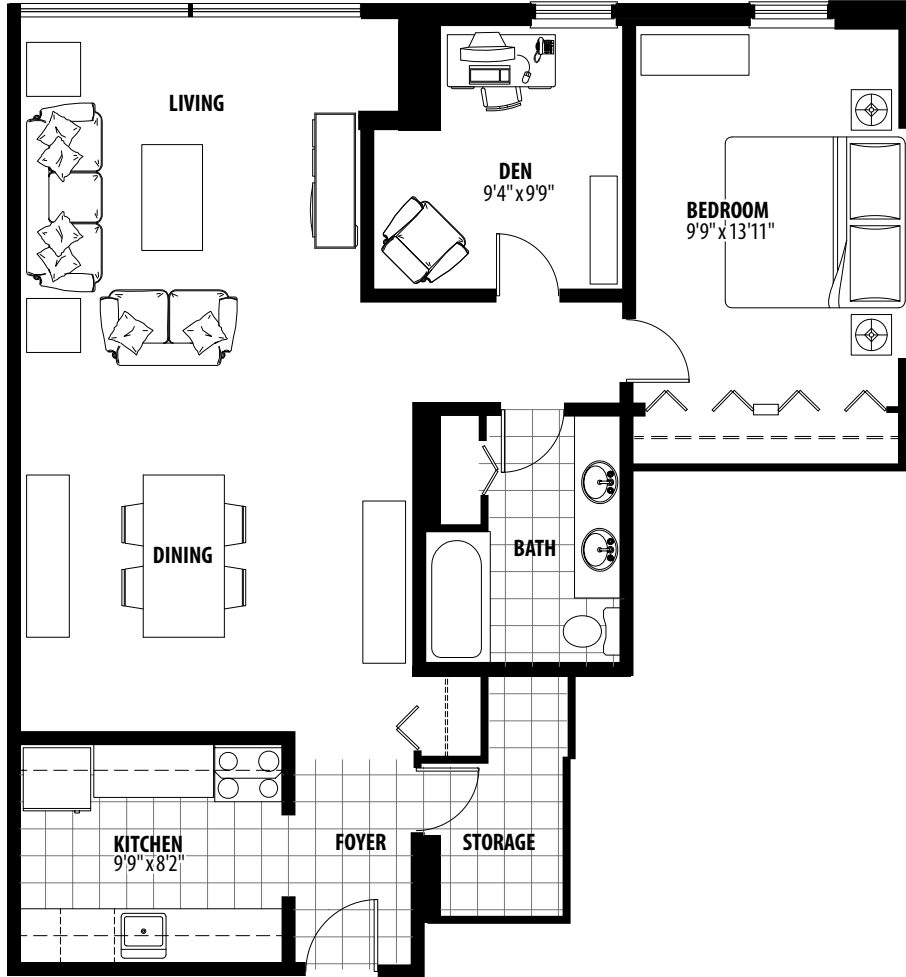 LIVING
DEN
9'4" x 9'9"
BEDROOM
9'9" x 13'11"
DINING
BATH
KITCHEN
9'9" x 8'2"
FOYER
STORAGE